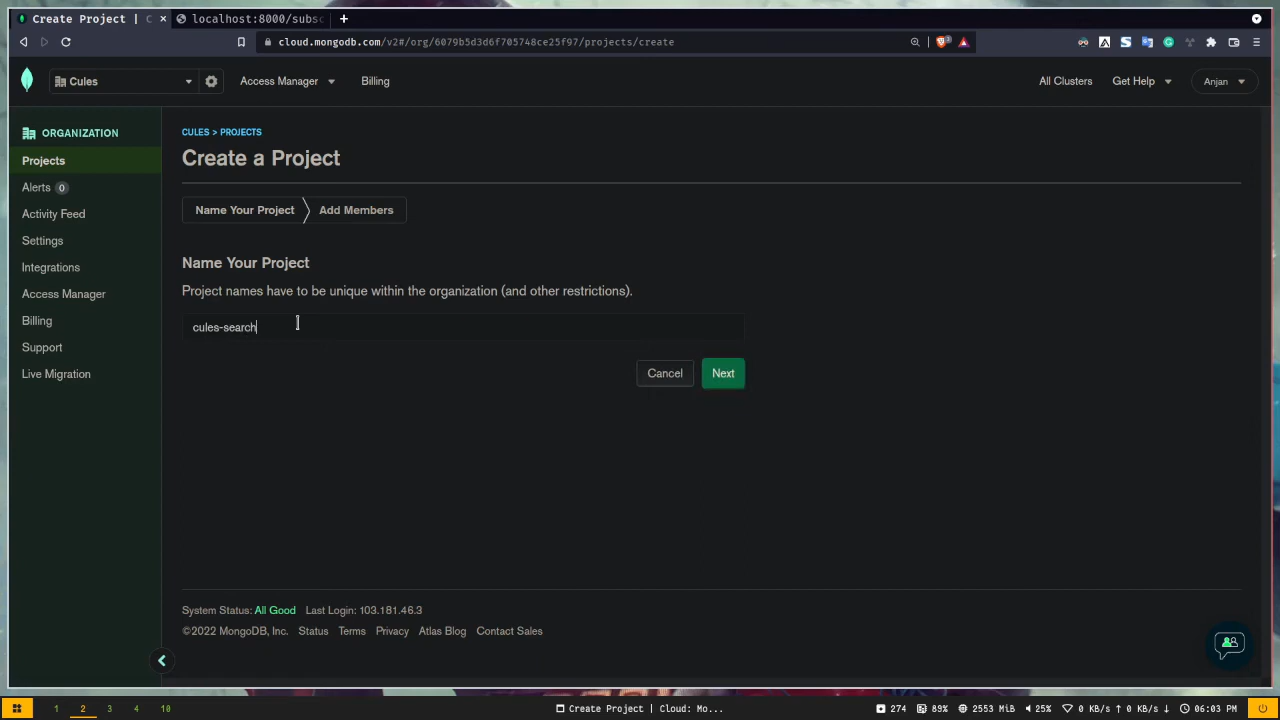 Create Project | C
localhost:8000/subsc
cloud.mongodb.com/v2#/org/6079b5d3d6f705748ce25f97/projects/create
Cules
Access Manager
Billing
All Clusters
Get Help
Anjan
ORGANIZATION
Projects
Alerts 0
Activity Feed
Settings
Integrations
Access Manager
Billing
Support
Live Migration
CULES > PROJECTS
Create a Project
Name Your Project
Add Members
Name Your Project
Project names have to be unique within the organization (and other restrictions).
cules-search
Cancel
Next
System Status: All Good Last Login: 103.181.46.3
©2022 MongoDB, Inc. Status Terms Privacy Atlas Blog Contact Sales
1 2 3 4 10
Create Project | Cloud: Mo...
274 89% 2553 MiB 25% 0 KB/s ↑ 0 KB/s ↓ 06:03 PM